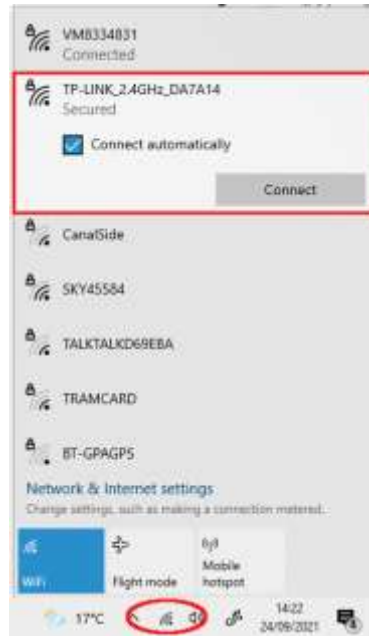 VM8334831
Connected
TP-LINK_2.4GHz_DA7A14
Secured
Connect automatically
Connect
CanalSide
SKY45584
TALKTALKD69EBA
TRAMCARD
BT-GPAGPS
Network & Internet settings
Change settings, such as making a connection metered.
WiFi
Flight mode
Mobile
hotspot
17°C
14:22
24/09/2021